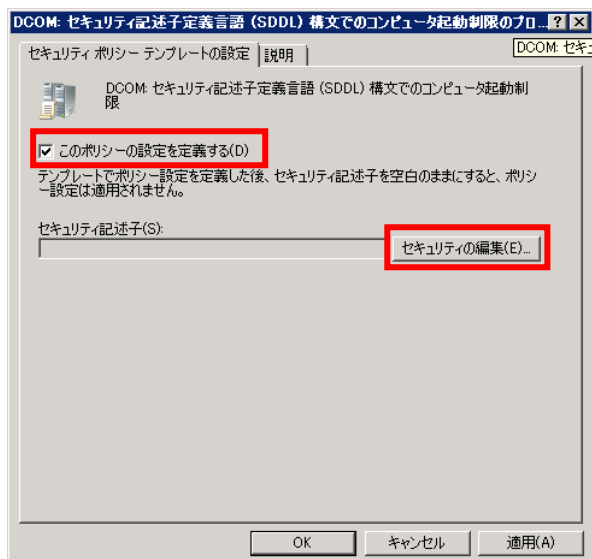 DCOM: セキュリティ記述子定義言語 (SDDL) 構文でのコンピュータ起動制限のプロ...
DCOM: セキ
セキュリティ ポリシー テンプレートの設定
説明
DCOM: セキュリティ記述子定義言語 (SDDL) 構文でのコンピュータ起動制
限
このポリシーの設定を定義する(D)
テンプレートでポリシー設定を定義した後、セキュリティ記述子を空白のままにすると、ポリシ
ー設定は適用されません。
セキュリティ記述子(S):
セキュリティの編集(E)...
OK
キャンセル
適用(A)